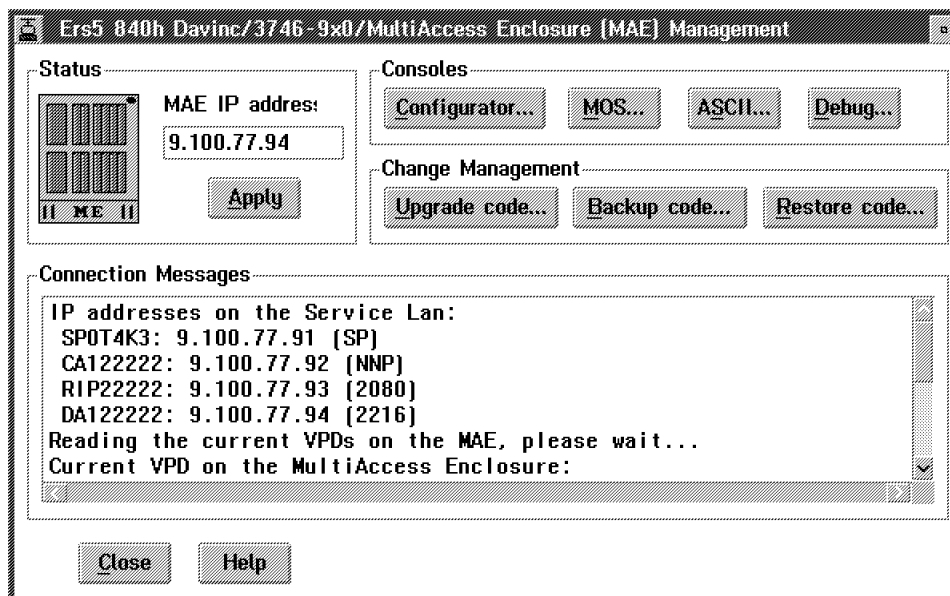 Ers5 840h Davinc/3746-9x0/MultiAccess Enclosure (MAE) Management
Status
MAE IP address
9.100.77.94
Apply
ME
Consoles
Configurator...
MOS...
ASCII...
Debug...
Change Management
Upgrade code...
Backup code...
Restore code...
Connection Messages
IP addresses on the Service Lan:
SP0T4K3: 9.100.77.91 (SP)
CA122222: 9.100.77.92 (NNP)
RIP22222: 9.100.77.93 (2080)
DA122222: 9.100.77.94 (2216)
Reading the current VPDs on the MAE, please wait...
Current VPD on the MultiAccess Enclosure:
Close
Help